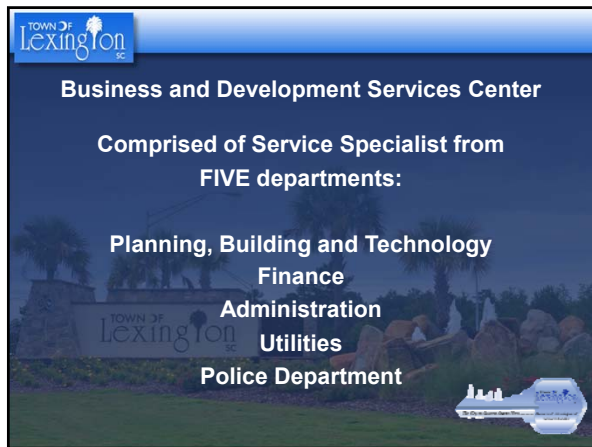 TOWN OF
Lexington
SC
Business and Development Services Center
Comprised of Service Specialist from
FIVE departments:
Planning, Building and Technology
Finance
Administration
Utilities
Police Department
TOWN OF
Lexington
SC
Lexington